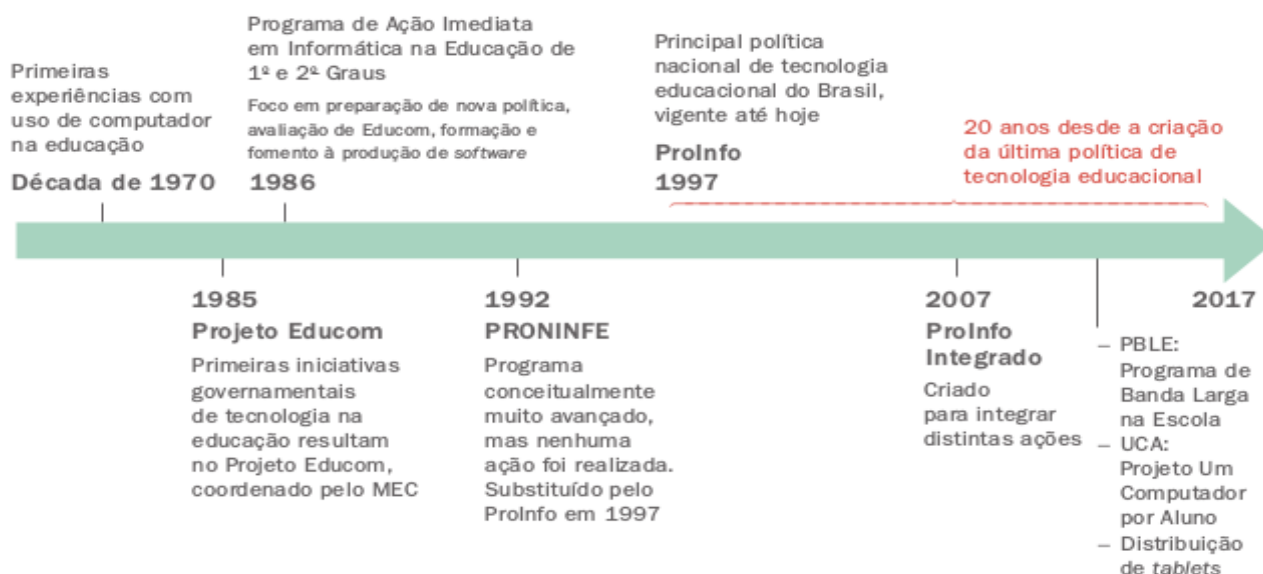 Primeiras
experiências com
uso de computador
na educação
Década de 1970
Programa de Ação Imediata
em Informática na Educação de
1º e 2º Graus
Foco em preparação de nova política,
avaliação de Educom, formação e
fomento à produção de software
1986
Principal política
nacional de tecnologia
educacional do Brasil,
vigente até hoje
ProInfo
1997
20 anos desde a criação
da última política de
tecnologia educacional
1985
Projeto Educom
Primeiras iniciativas
governamentais
de tecnologia na
educação resultam
no Projeto Educom,
coordenado pelo MEC
1992
PRONINFE
Programa
conceitualmente
muito avançado,
mas nenhuma
ação foi realizada.
Substituído pelo
ProInfo em 1997
2007
ProInfo
Integrado
Criado
para integrar
distintas ações
2017
– PBLE:
Programa de
Banda Larga
na Escola
– UCA:
Projeto Um
Computador
por Aluno
– Distribuição
de tablets